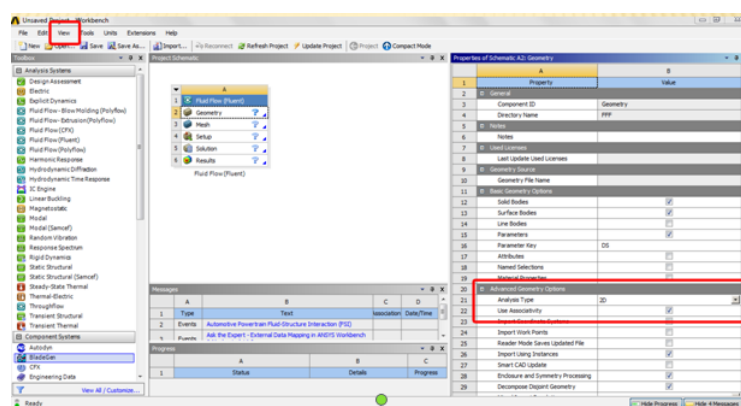 Unsaved Project - Workbench
File Edit View Tools Units Extensions Help
New Open... Save Save As... Import... Reconnect Refresh Project Update Project Project Compact Mode
Toolbox
Analysis Systems
Design Assessment
Electric
Explicit Dynamics
Fluid Flow - Blow Molding (Polyflow)
Fluid Flow - Extrusion (Polyflow)
Fluid Flow (CFX)
Fluid Flow (Fluent)
Fluid Flow (Polyflow)
Harmonic Response
Hydrodynamic Diffraction
Hydrodynamic Time Response
IC Engine
Linear Buckling
Magnetostatic
Modal
Modal (Samcef)
Random Vibration
Response Spectrum
Rigid Dynamics
Static Structural
Static Structural (Samcef)
Steady-State Thermal
Thermal-Electric
Throughflow
Transient Structural
Transient Thermal
Component Systems
Autodyn
BladeGen
CFX
Engineering Data
View All / Customize...
Project Schematic
A
1 Fluid Flow (Fluent)
2 Geometry ?
3 Mesh ?
4 Setup ?
5 Solution ?
6 Results ?
Fluid Flow (Fluent)
Messages
A B C D
1 Type Text Association Date/Time
2 Events Automotive Powertrain Fluid-Structure Interaction (FSI)
3 Events Ask the Expert - External Data Mapping in ANSYS Workbench
Progress
A B C
1 Status Details Progress
Properties of Schematic A2: Geometry
A B
1 Property Value
2 General
3 Component ID Geometry
4 Directory Name FFF
5 Notes
6 Notes
7 Used Licenses
8 Last Update Used Licenses
9 Geometry Source
10 Geometry File Name
11 Basic Geometry Options
12 Solid Bodies
13 Surface Bodies
14 Line Bodies
15 Parameters
16 Parameter Key DS
17 Attributes
18 Named Selections
19 Material Properties
20 Advanced Geometry Options
21 Analysis Type 2D
22 Use Associativity
23 Import Coordinate Systems
24 Import Work Points
25 Reader Mode Saves Updated File
26 Import Using Instances
27 Smart CAD Update
28 Enclosure and Symmetry Processing
29 Decompose Disjoint Geometry
Ready
Hide Progress Hide 4 Messages